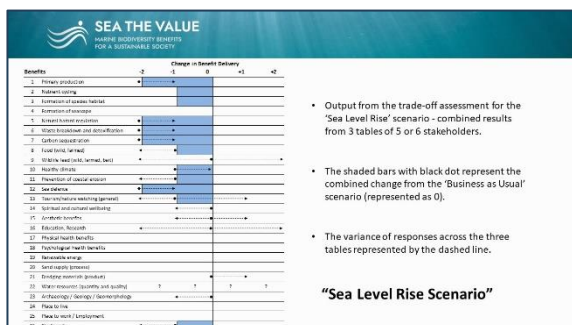 SEA THE VALUE
MARINE BIODIVERSITY BENEFITS
FOR A SUSTAINABLE SOCIETY
Change in Benefit Delivery
Benefits -2 -1 0 +1 +2
1 Primary production
2 Nutrient cycling
3 Formation of species habitat
4 Formation of seascape
5 Natural hazard regulation
6 Waste breakdown and detoxification
7 Carbon sequestration
8 Food (wild, farmed)
9 Wildlife feed (wild, farmed, bait)
10 Healthy climate
11 Prevention of coastal erosion
12 Sea defence
13 Tourism/nature watching (general)
14 Spiritual and cultural wellbeing
15 Aesthetic benefits
16 Education, Research
17 Physical health benefits
18 Psychological health benefits
19 Renewable energy
20 Sand supply (process)
21 Dredging materials (product)
22 Water resources (quantity and quality) ? ? ? ?
23 Archaeology / Geology / Geomorphology
24 Place to live
25 Place to work / Employment
• Output from the trade-off assessment for the
‘Sea Level Rise’ scenario - combined results
from 3 tables of 5 or 6 stakeholders.
• The shaded bars with black dot represent the
combined change from the ‘Business as Usual’
scenario (represented as 0).
• The variance of responses across the three
tables represented by the dashed line.
“Sea Level Rise Scenario”